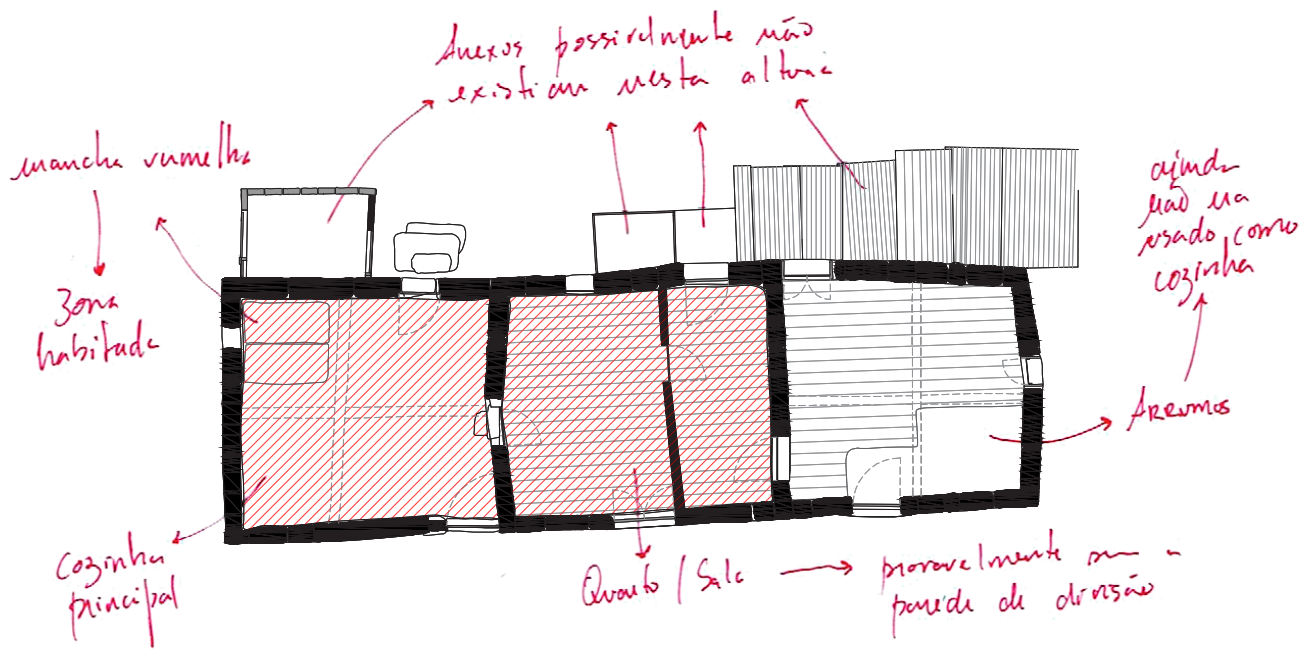 Anexos possivelmente não
existiam nesta altura
mancha vermelha
Zona
habitada
ainda
não era
usado como
cozinha
Arrumos
Cozinha
principal
Quarto / Sala
provavelmente sem a
parede de divisão